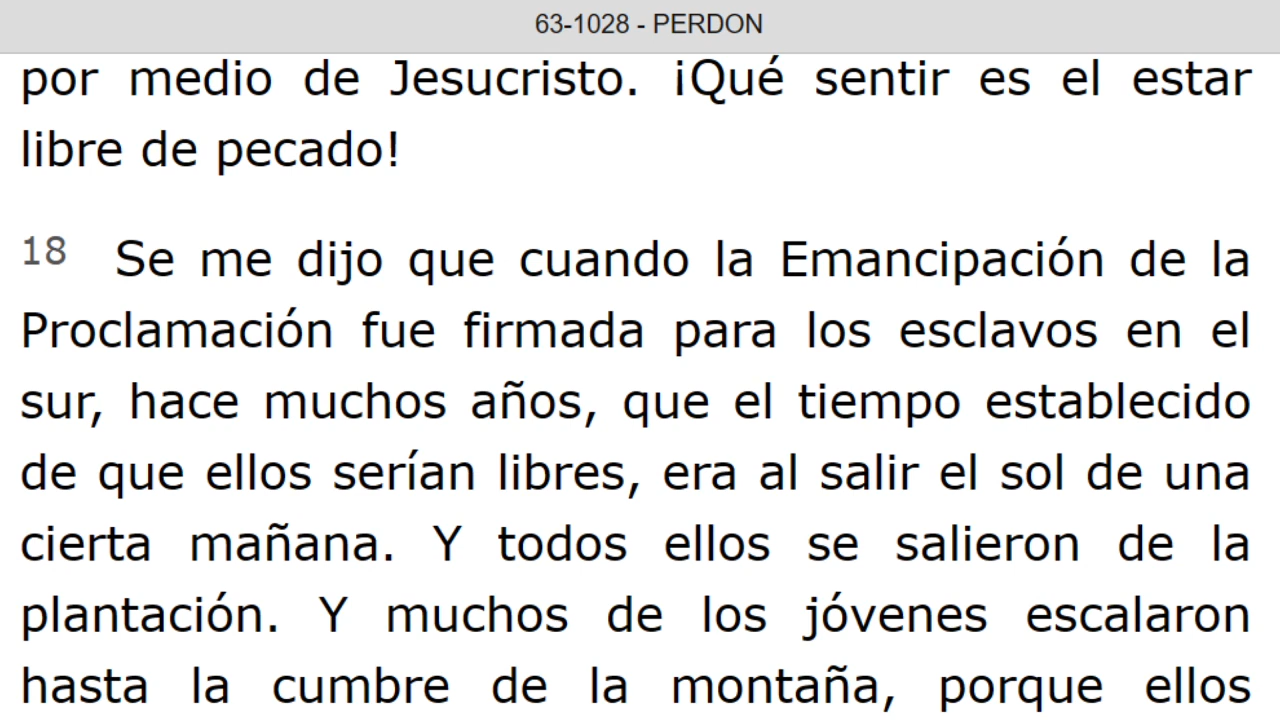 63-1028 - PERDON
por medio de Jesucristo. ¡Qué sentir es el estar
libre de pecado!
18 Se me dijo que cuando la Emancipación de la
Proclamación fue firmada para los esclavos en el
sur, hace muchos años, que el tiempo establecido
de que ellos serían libres, era al salir el sol de una
cierta mañana. Y todos ellos se salieron de la
plantación. Y muchos de los jóvenes escalaron
hasta la cumbre de la montaña, porque ellos